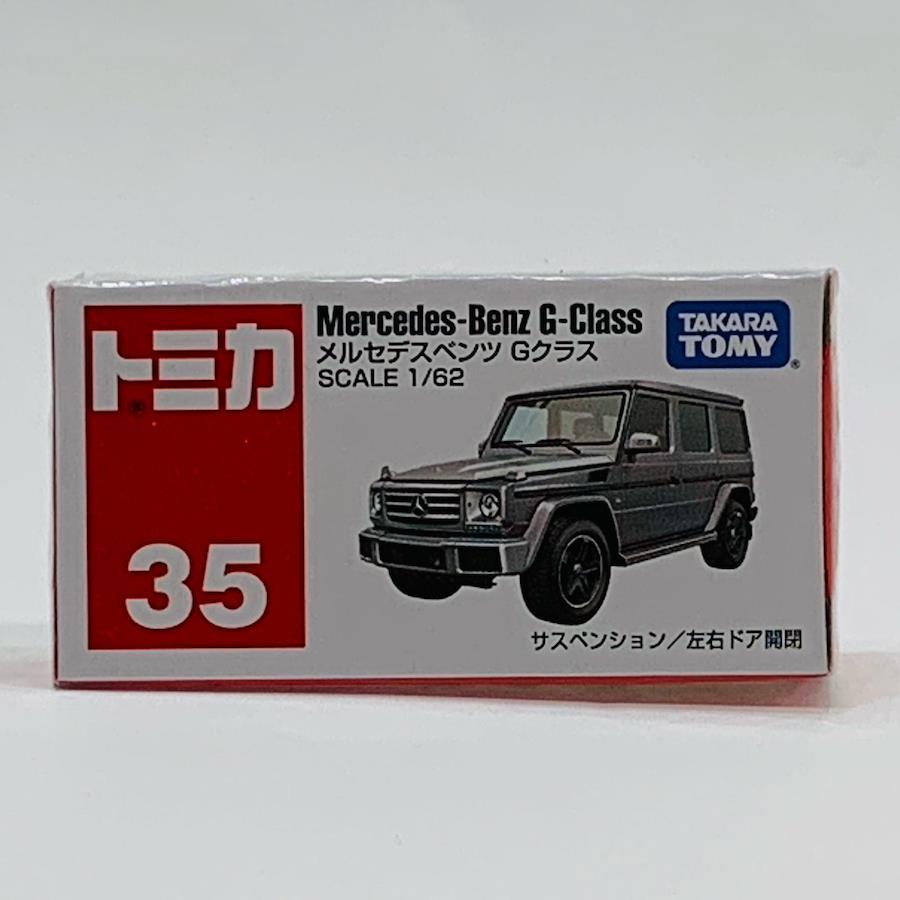 トミカ
®
35
Mercedes-Benz G-Class
メルセデスベンツ Gクラス
SCALE 1/62
TAKARA
TOMY
®
サスペンション／左右ドア開閉